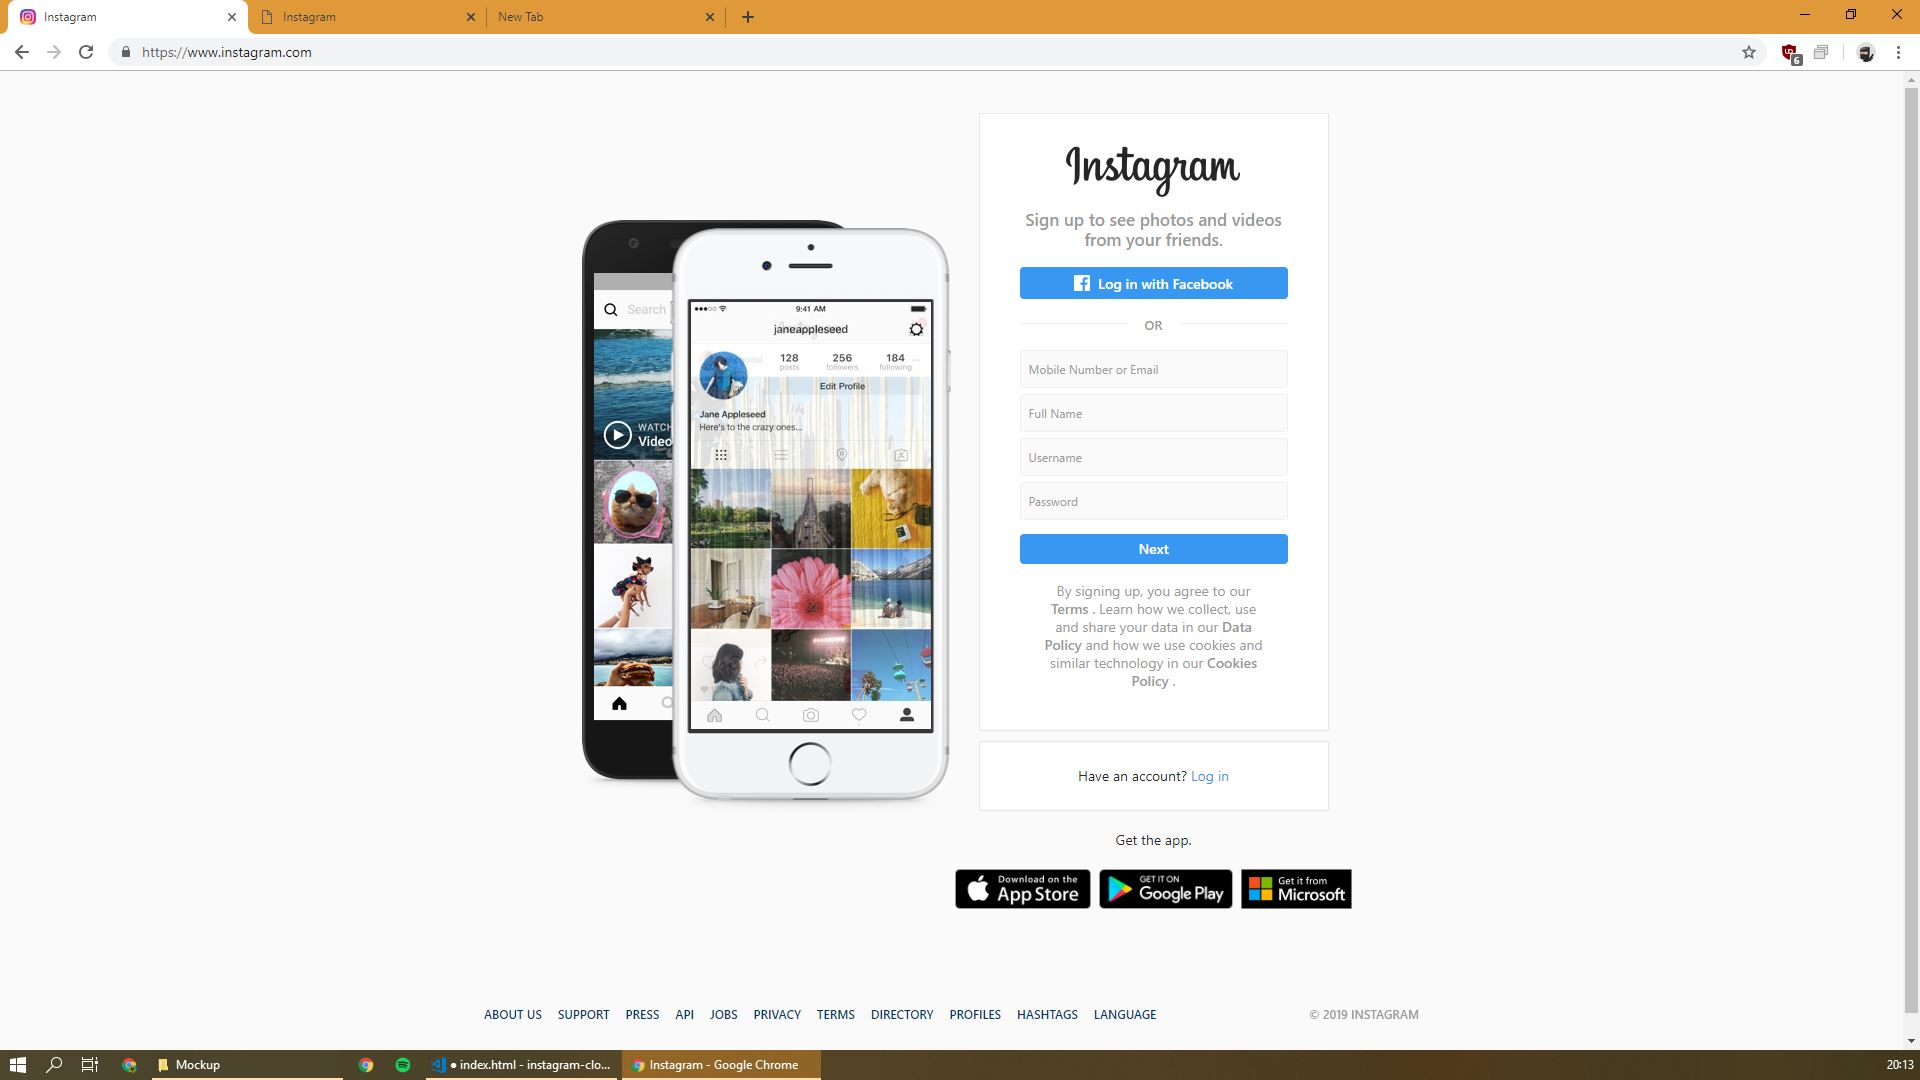 Instagram
Instagram
New Tab
https://www.instagram.com
6
Instagram
Sign up to see photos and videos
from your friends.
Log in with Facebook
OR
Mobile Number or Email
Full Name
Username
Password
Next
By signing up, you agree to our
Terms . Learn how we collect, use
and share your data in our Data
Policy and how we use cookies and
similar technology in our Cookies
Policy .
Have an account? Log in
Get the app.
Download on the
App Store
GET IT ON
Google Play
Get it from
Microsoft
Search
WATCH
Video
9:41 AM
janeappleseed
128
posts
256
followers
184
following
Edit Profile
Jane Appleseed
Here's to the crazy ones...
ABOUT US SUPPORT PRESS API JOBS PRIVACY TERMS DIRECTORY PROFILES HASHTAGS LANGUAGE © 2019 INSTAGRAM
Mockup
● index.html - instagram-clo...
Instagram - Google Chrome
20:13